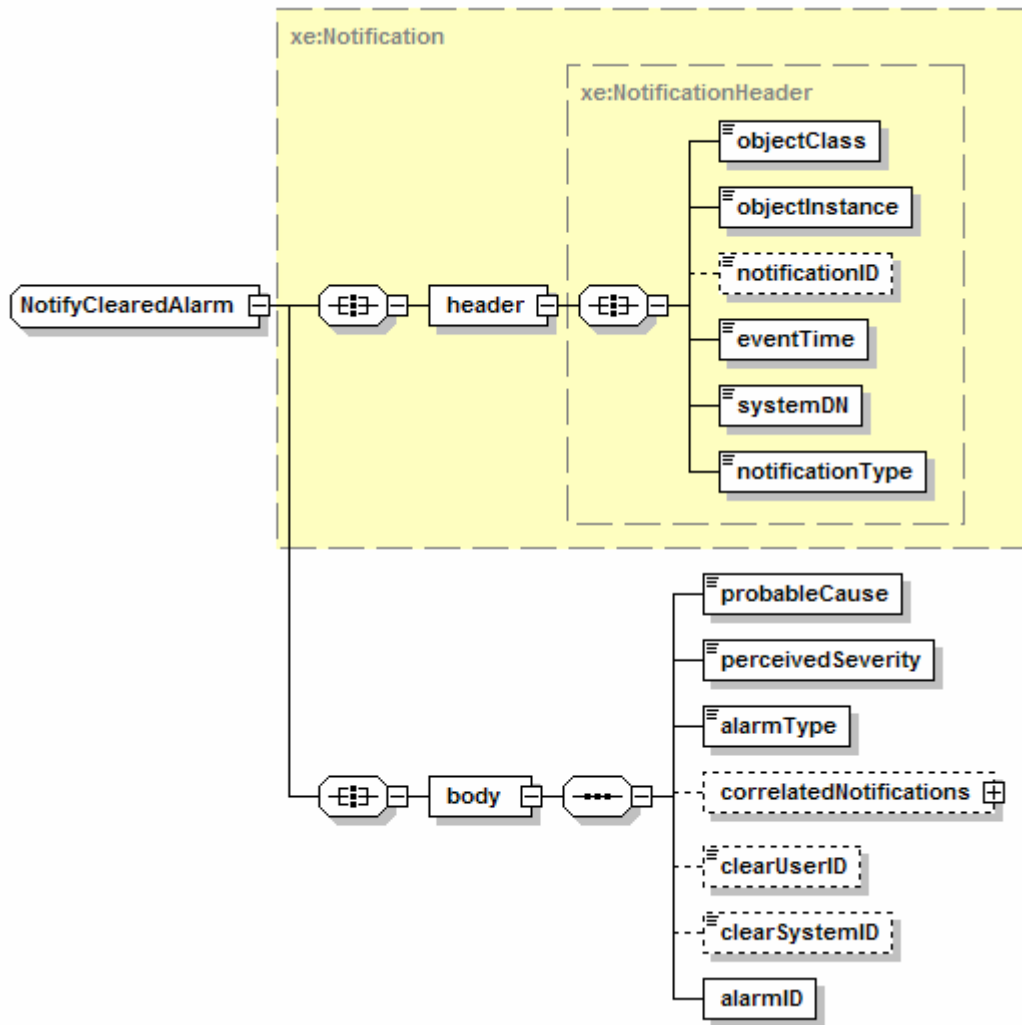 xe:Notification
xe:NotificationHeader
objectClass
objectInstance
notificationID
NotifyClearedAlarm
header
eventTime
systemDN
notificationType
probableCause
perceivedSeverity
alarmType
body
correlatedNotifications
clearUserID
clearSystemID
alarmID